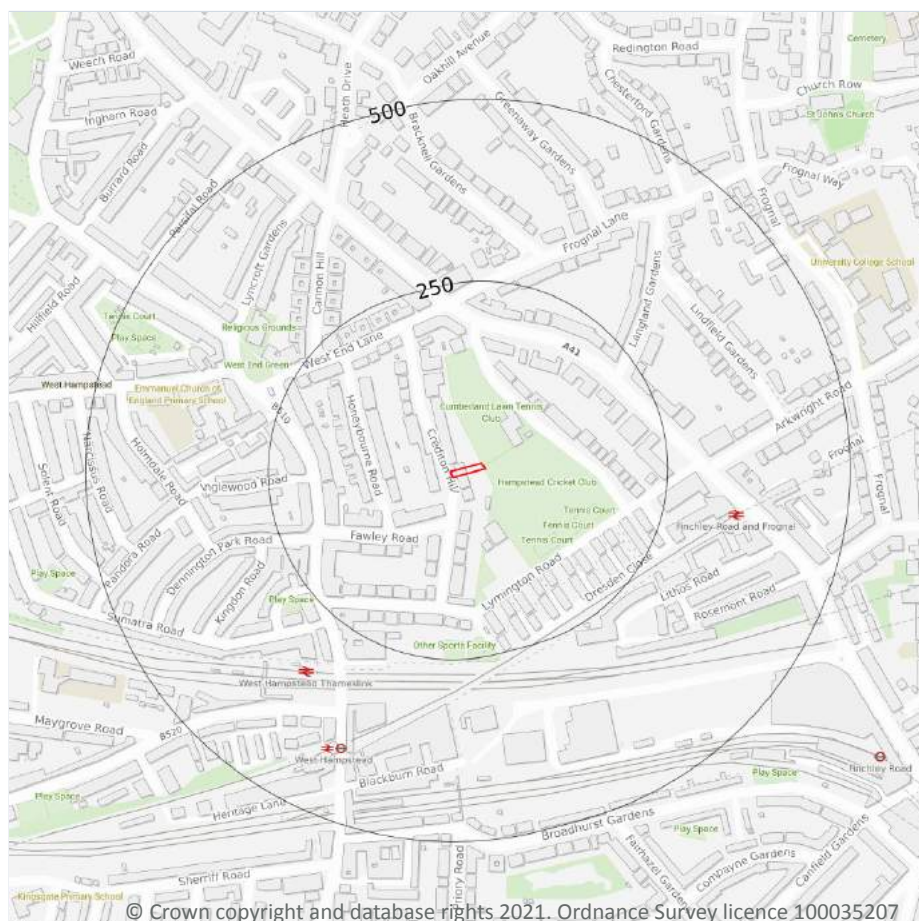 Weech Road
Heath Drive
Oakhill Avenue
Redington Road
Cemetery
Ingham Road
Burrard Road
500
Bracknell Gardens
Greenaway Gardens
Chesterford Gardens
Church Row
St John's Church
Parsifal Road
Frognal Way
Frognal
Frognal Lane
Lyncroft Gardens
Cannon Hill
University College School
Hillfield Road
250
Langland Gardens
Lindfield Gardens
Tennis Court
Play Space
Religious Grounds
West End Green
West End Lane
A41
West Hampstead
Emmanuel Church of
England Primary School
B510
Cumberland Lawn Tennis
Club
Arkwright Road
Honeybourne Road
Crediton Hill
Solent Road
Narcissus Road
Holmdale Road
Frognal
Inglewood Road
Hampstead Cricket Club
Tennis Court
Tennis Court
Tennis Court
Frognal
Finchley Road and Frognal
Pandora Road
Dennington Park Road
Fawley Road
Play Space
Kingdon Road
Play Space
Lymington Road
Dresden Close
Lithos Road
Rosemont Road
Sumatra Road
Other Sports Facility
West Hampstead Thameslink
Maygrove Road
B520
West Hampstead
Blackburn Road
Finchley Road
Play Space
Play Space
Heritage Lane
Broadhurst Gardens
Play Space
Fairhazel Gardens
Compayne Gardens
Canfield Gardens
Sherriff Road
Priory Road
Kingsgate Primary School
© Crown copyright and database rights 2021. Ordnance Survey licence 100035207